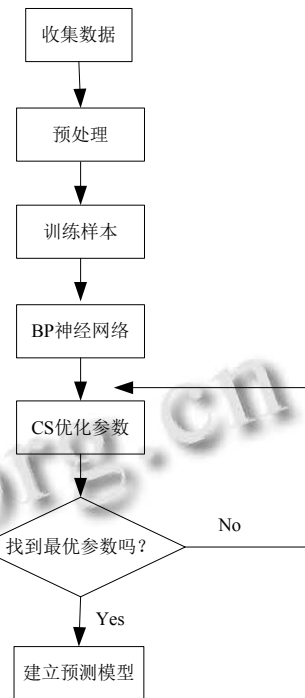 收集数据
预处理
训练样本
BP神经网络
CS优化参数
找到最优参数吗？
No
Yes
建立预测模型
org.cn